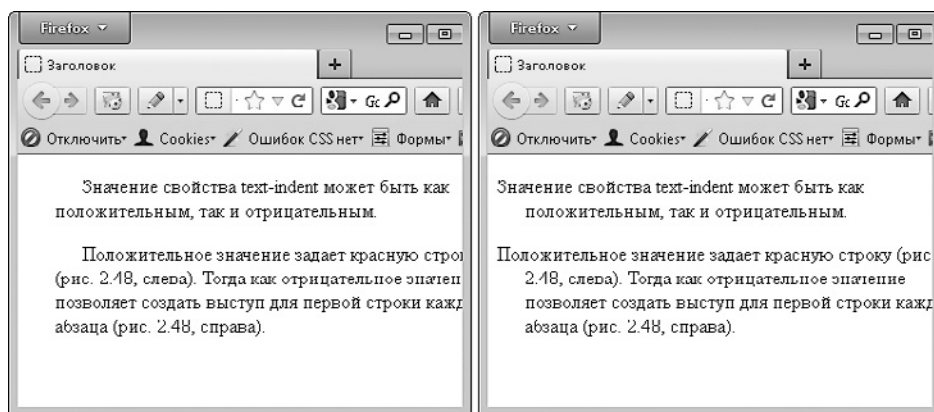 Firefox
Заголовок
Отключить Cookies Ошибок CSS нет Формы
Значение свойства text-indent может быть как
положительным, так и отрицательным.
Положительное значение задает красную
(рис. 2.48, слева). Тогда как отрицательное
позволяет создать выступ для первой строки
абзаца (рис. 2.48, справа).
Firefox
Заголовок
Отключить Cookies Ошибок CSS нет Формы
Значение свойства text-indent может быть как
положительным, так и отрицательным.
Положительное значение задает красную строку (рис
2.48, слева). Тогда как отрицательное значение
позволяет создать выступ для первой строки
абзаца (рис. 2.48, справа).